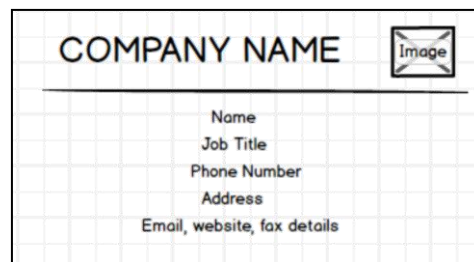 COMPANY NAME
Image
Name
Job Title
Phone Number
Address
Email, website, fax details